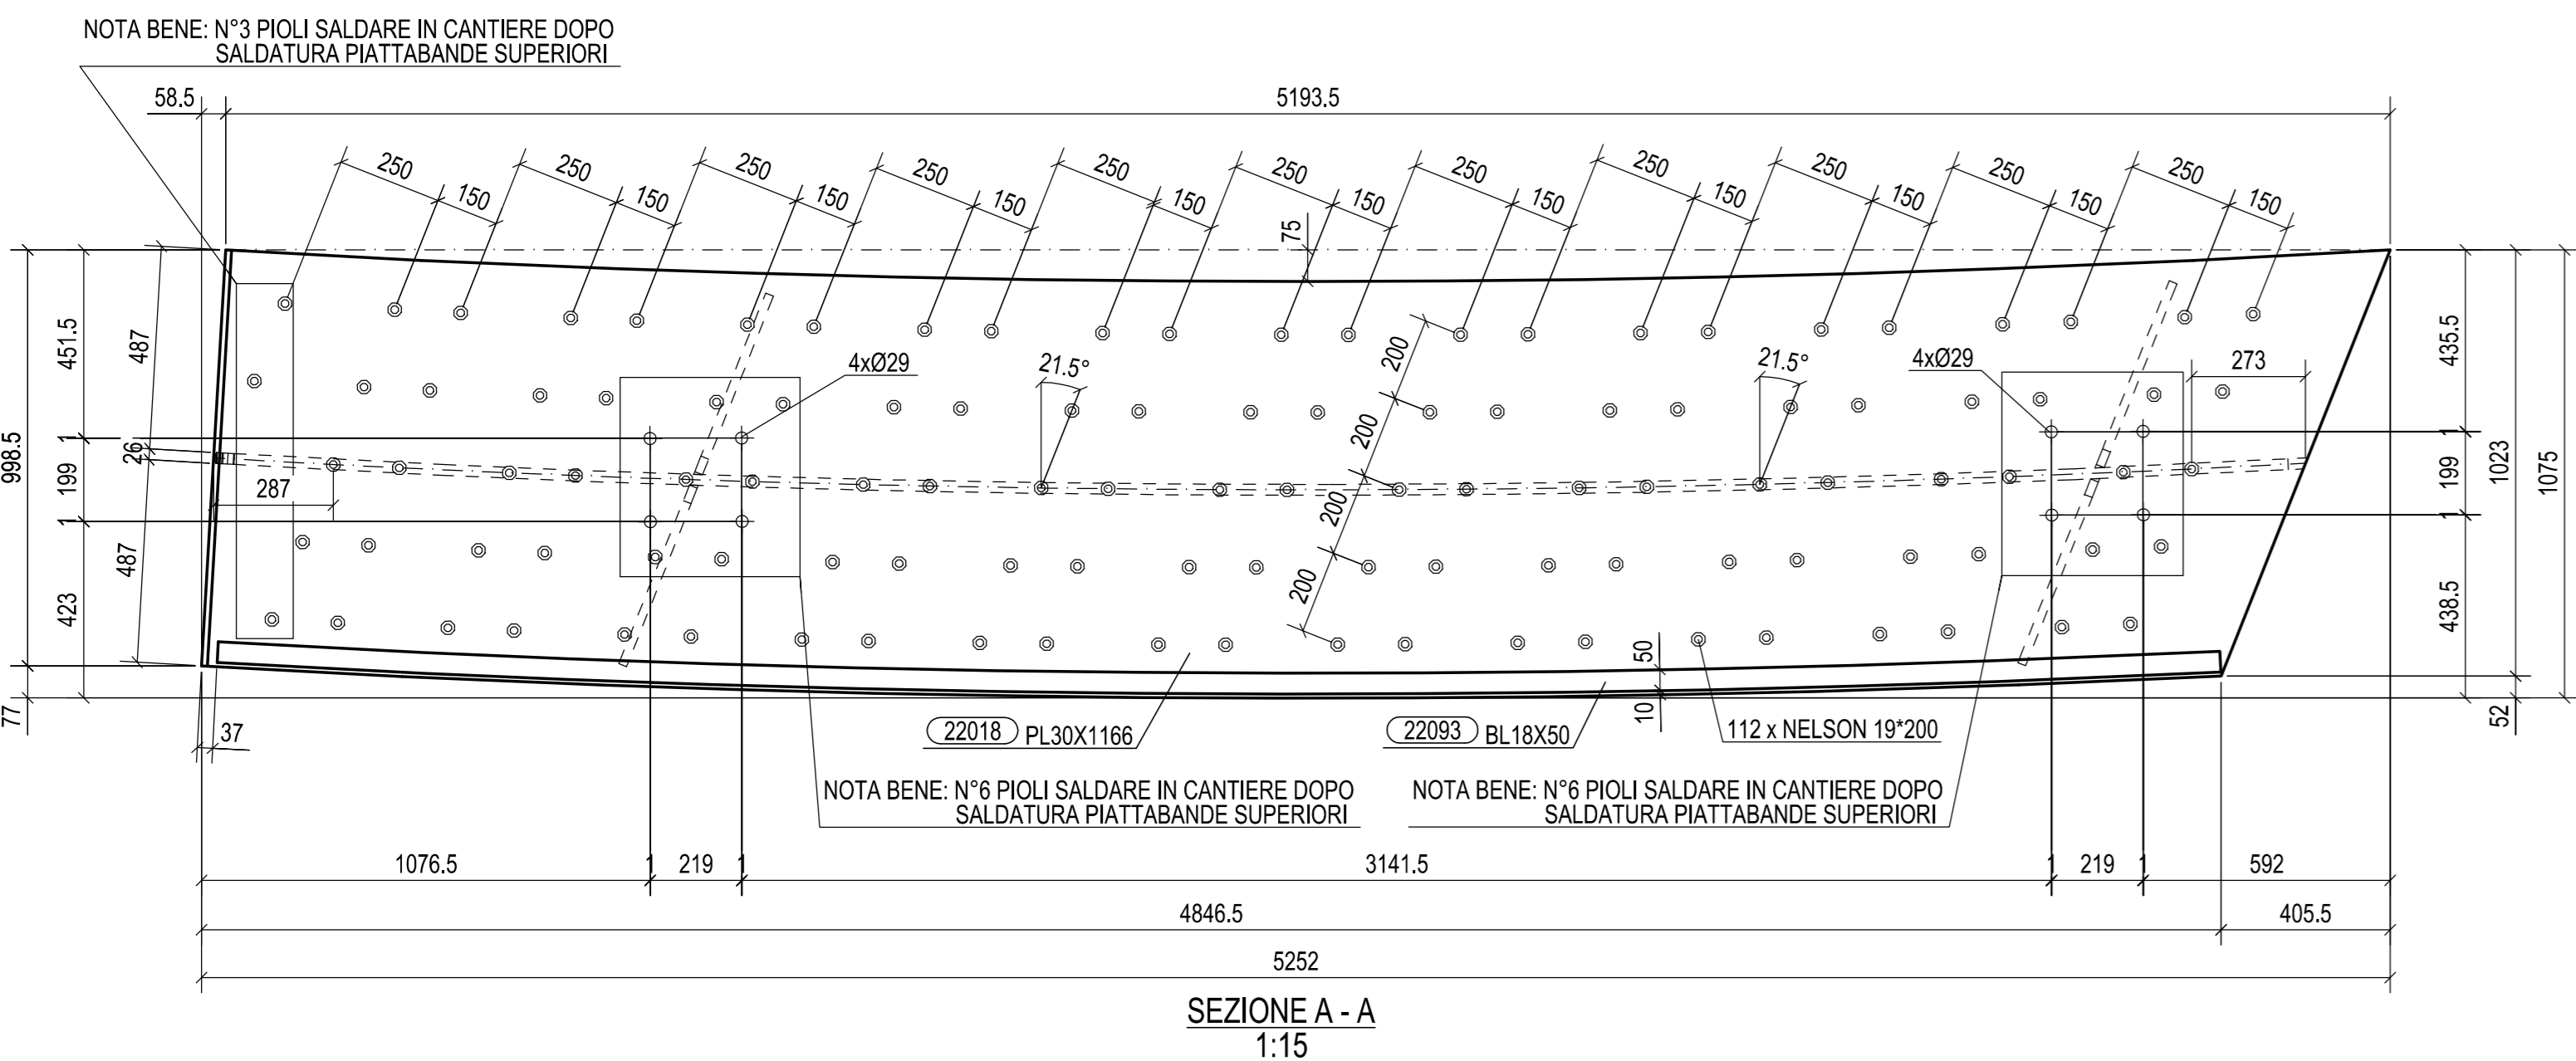 NOTA BENE: N°3 PIOLI SALDARE IN CANTIERE DOPO
SALDATURA PIATTABANDE SUPERIORI
58.5
5193.5
250 150 250 150 250 150 250 150 250 150 250 150 250 150 250 150 250 150 250 150 250 150
75
998.5
77
451.5
1
199
1
423
487
26
487
287
37
4xØ29
21.5°
200
200
200
200
21.5°
4xØ29
273
435.5
1
199
1
438.5
1023
52
1075
50
10
22018 PL30X1166
22093 BL18X50
112 x NELSON 19*200
NOTA BENE: N°6 PIOLI SALDARE IN CANTIERE DOPO
SALDATURA PIATTABANDE SUPERIORI
NOTA BENE: N°6 PIOLI SALDARE IN CANTIERE DOPO
SALDATURA PIATTABANDE SUPERIORI
1076.5 1 219 1 3141.5 1 219 1 592
4846.5 405.5
5252
SEZIONE A - A
1:15